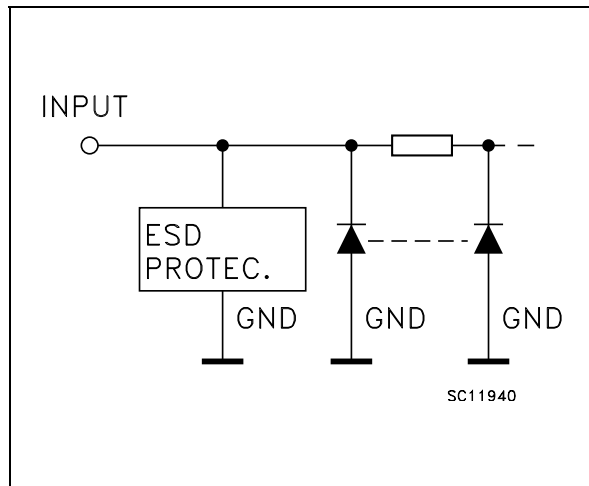 INPUT
ESD
PROTEC.
GND
GND
GND
SC11940